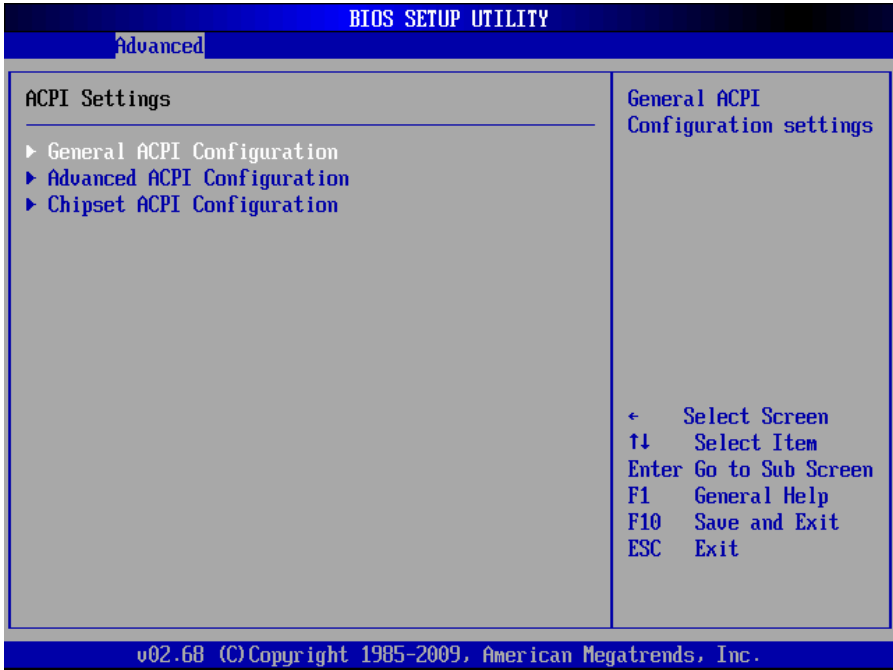 BIOS SETUP UTILITY
Advanced
ACPI Settings
▶ General ACPI Configuration
▶ Advanced ACPI Configuration
▶ Chipset ACPI Configuration
General ACPI
Configuration settings
← Select Screen
↑↓ Select Item
Enter Go to Sub Screen
F1 General Help
F10 Save and Exit
ESC Exit
v02.68 (C)Copyright 1985-2009, American Megatrends, Inc.